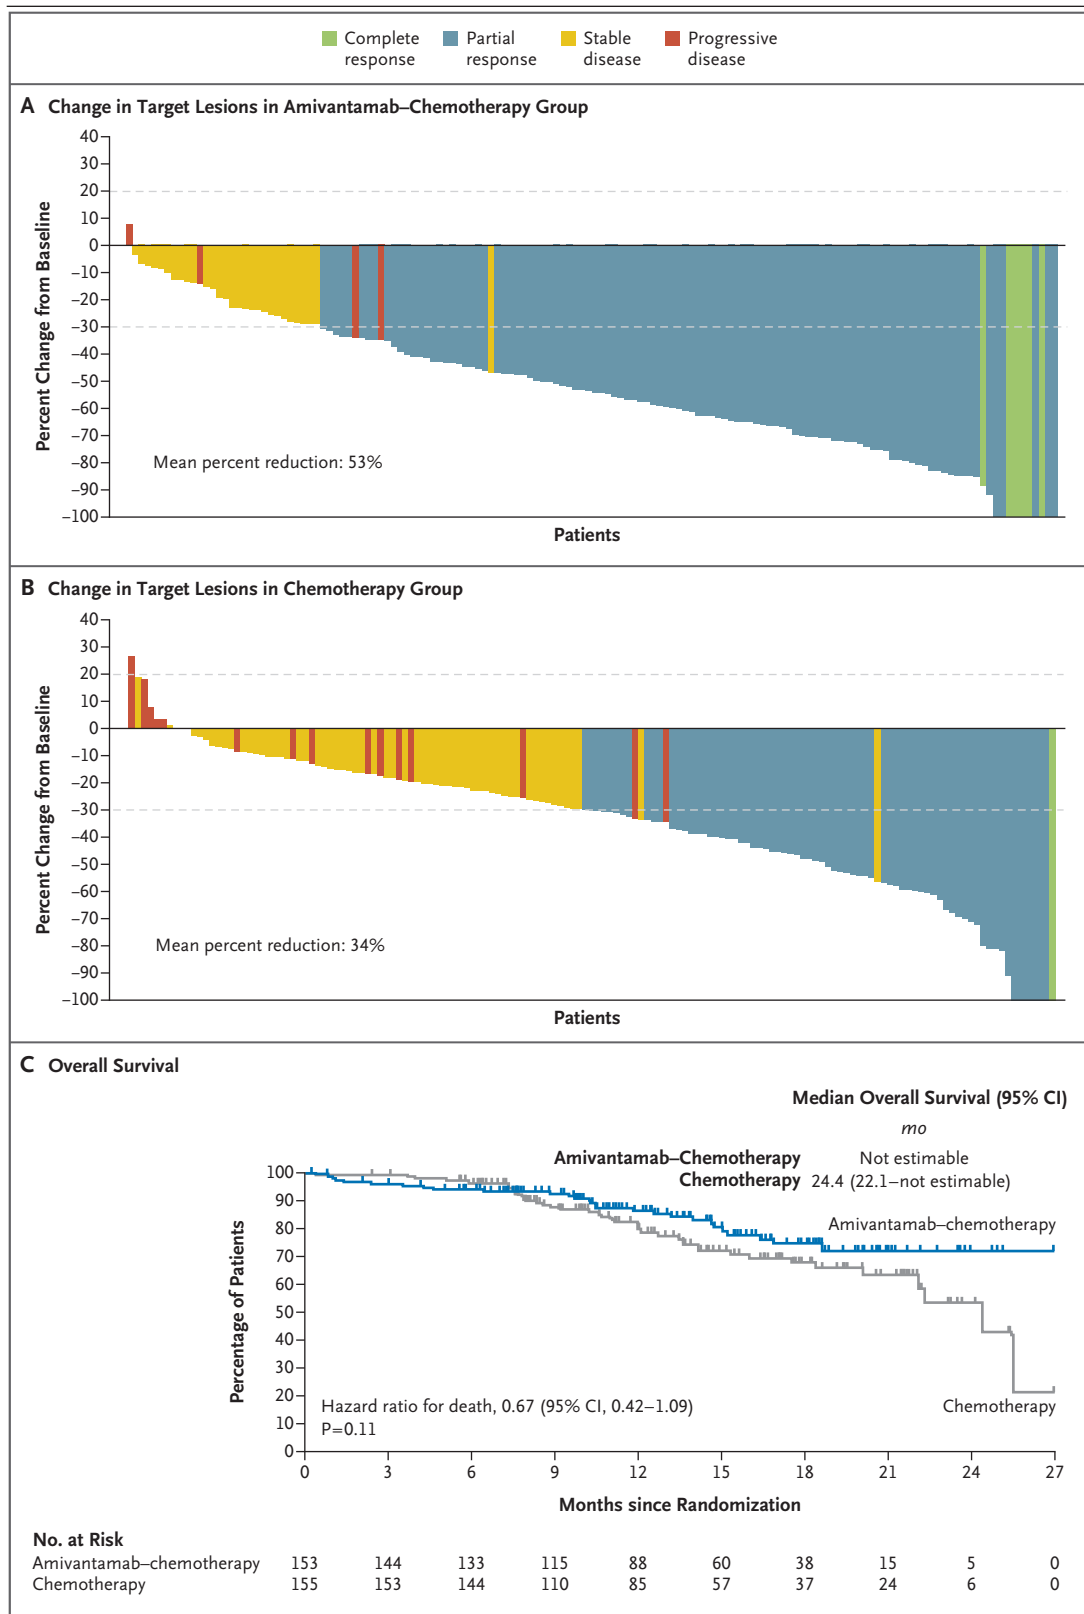 Complete response
Partial response
Stable disease
Progressive disease
A Change in Target Lesions in Amivantamab–Chemotherapy Group
Percent Change from Baseline
40
30
20
10
0
–10
–20
–30
–40
–50
–60
–70
–80
–90
–100
Mean percent reduction: 53%
Patients
B Change in Target Lesions in Chemotherapy Group
Percent Change from Baseline
40
30
20
10
0
–10
–20
–30
–40
–50
–60
–70
–80
–90
–100
Mean percent reduction: 34%
Patients
C Overall Survival
Median Overall Survival (95% CI)
mo
Amivantamab–Chemotherapy Not estimable
Chemotherapy 24.4 (22.1–not estimable)
Percentage of Patients
100
90
80
70
60
50
40
30
20
10
0
Amivantamab–chemotherapy
Chemotherapy
Hazard ratio for death, 0.67 (95% CI, 0.42–1.09)
P=0.11
0 3 6 9 12 15 18 21 24 27
Months since Randomization
No. at Risk
Amivantamab–chemotherapy 153 144 133 115 88 60 38 15 5 0
Chemotherapy 155 153 144 110 85 57 37 24 6 0